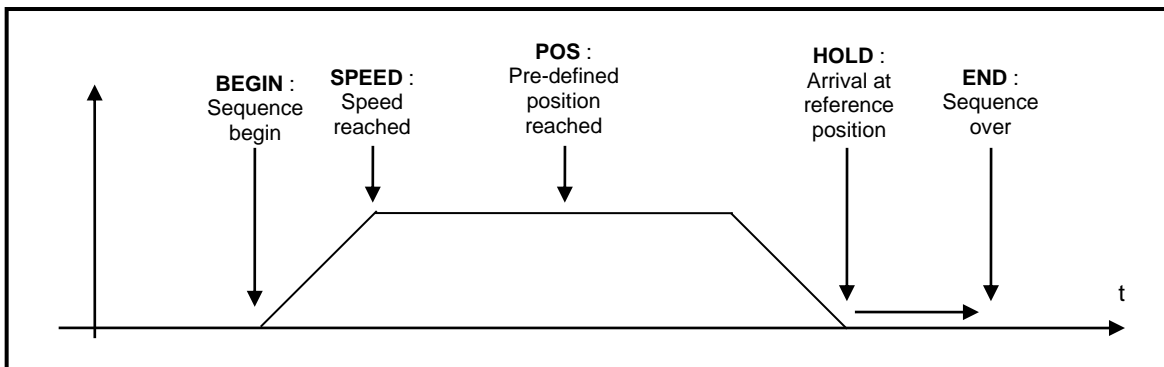 BEGIN :
Sequence
begin
SPEED :
Speed
reached
POS :
Pre-defined
position
reached
HOLD :
Arrival at
reference
position
END :
Sequence
over
t